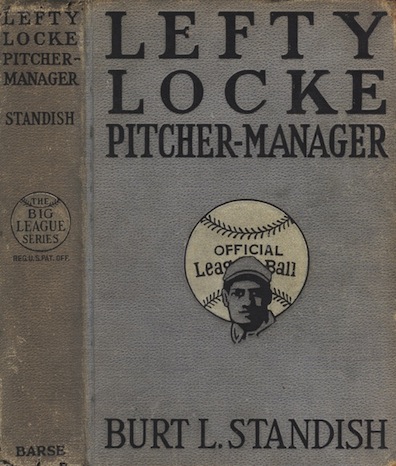 LEFTY
LOCKE
PITCHER-
MANAGER
STANDISH
THE
BIG
LEAGUE
SERIES
REG.U.S.PAT.OFF.
BARSE
LEFTY
LOCKE
PITCHER-MANAGER
OFFICIAL
League Ball
BURT L. STANDISH